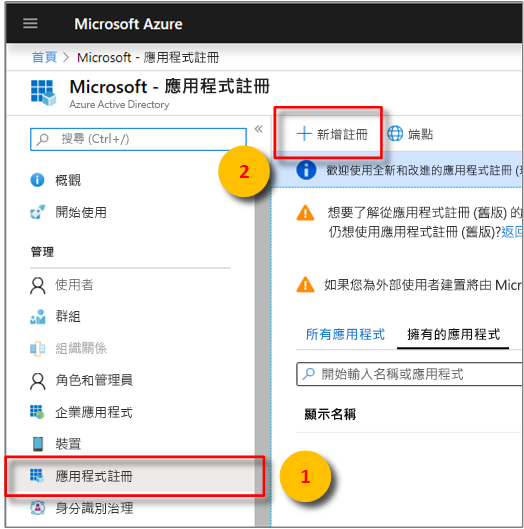 Microsoft Azure
首頁 > Microsoft - 應用程式註冊
Microsoft - 應用程式註冊
Azure Active Directory
搜尋 (Ctrl+/)
«
概觀
開始使用
管理
使用者
群組
組織關係
角色和管理員
企業應用程式
裝置
應用程式註冊
身分識別治理
1
2
新增註冊
端點
歡迎使用全新和改進的應用程式註冊
想要了解從應用程式註冊 (舊版) 的
仍想使用應用程式註冊 (舊版)?返回
如果您為外部使用者建置將由 Micr
所有應用程式 擁有的應用程式
開始輸入名稱或應用程式
顯示名稱